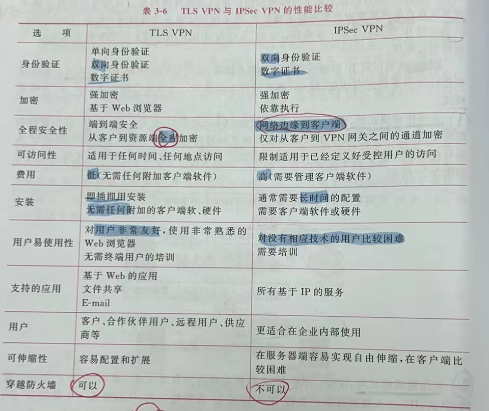 表 3-6 TLS VPN 与 IPSec VPN 的性能比较
选 项 TLS VPN IPSec VPN
身份验证
单向身份验证
双向身份验证
数字证书
双向身份验证
数字证书
加密
强加密
基于 Web 浏览器
强加密
依靠执行
全程安全性
端到端安全
从客户到资源端全程加密
网络边缘到客户端
仅对从客户到 VPN 网关之间的通道加密
可访问性 适用于任何时间、任何地点访问 限制适用于已经定义好受控用户的访问
费用 低(无需任何附加客户端软件) 高(需要管理客户端软件)
安装
即插即用安装
无需任何附加的客户端软、硬件
通常需要长时间的配置
需要客户端软件或硬件
用户易使用性
对用户非常友好,使用非常熟悉的
Web 浏览器
无需终端用户的培训
对没有相应技术的用户比较困难
需要培训
支持的应用
基于 Web 的应用
文件共享
E-mail
所有基于 IP 的服务
用户
客户、合作伙伴用户、远程用户、供应
商等
更适合在企业内部使用
可伸缩性 容易配置和扩展
在服务器端容易实现自由伸缩,在客户端比
较困难
穿越防火墙 可以 不可以